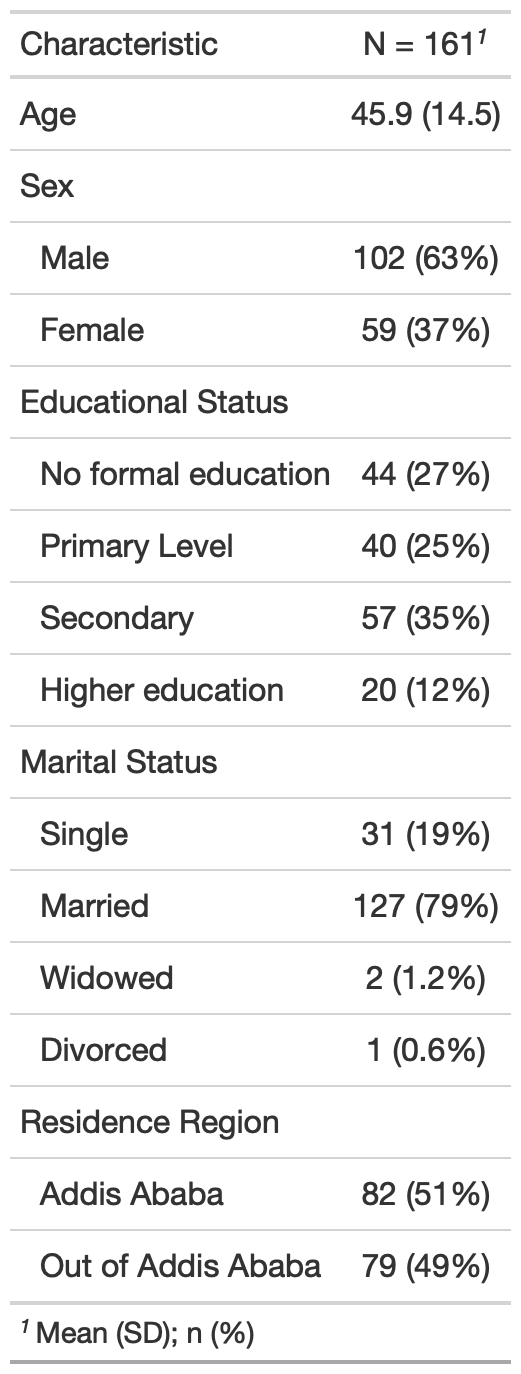 Characteristic N = 161¹
Age 45.9 (14.5)
Sex
Male 102 (63%)
Female 59 (37%)
Educational Status
No formal education 44 (27%)
Primary Level 40 (25%)
Secondary 57 (35%)
Higher education 20 (12%)
Marital Status
Single 31 (19%)
Married 127 (79%)
Widowed 2 (1.2%)
Divorced 1 (0.6%)
Residence Region
Addis Ababa 82 (51%)
Out of Addis Ababa 79 (49%)
¹ Mean (SD); n (%)